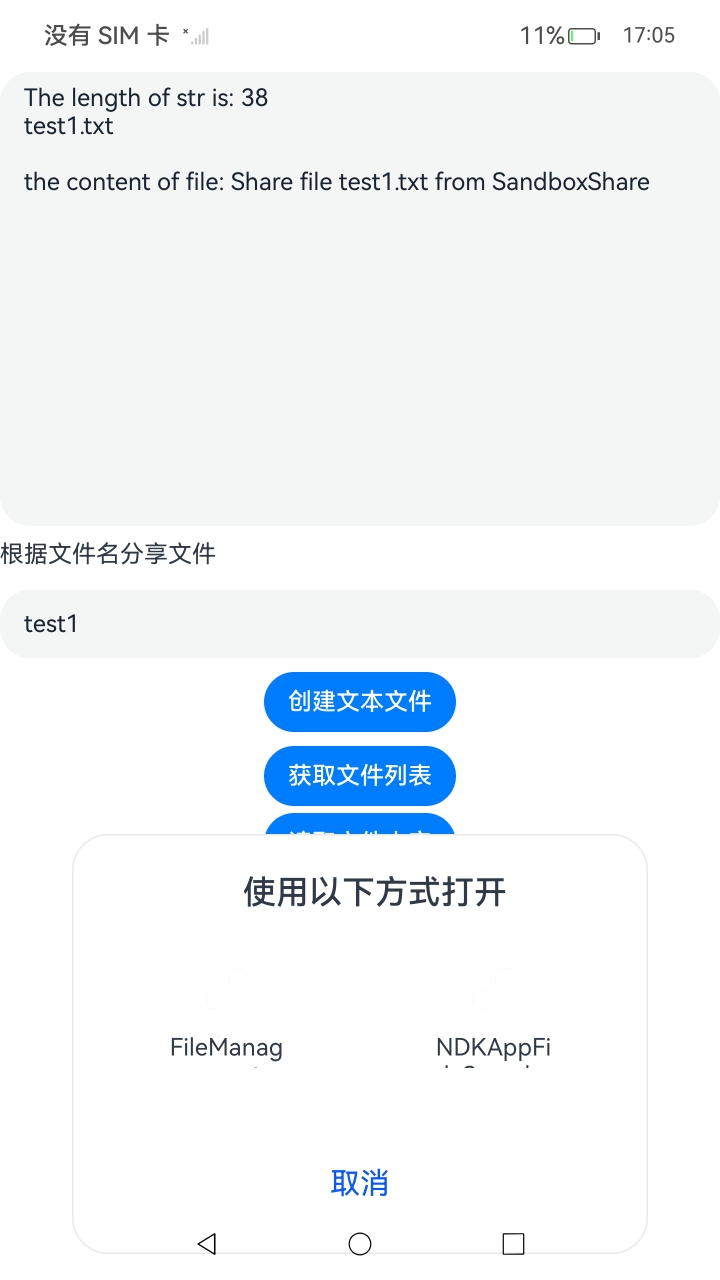 没有 SIM 卡
11%
17:05
The length of str is: 38
test1.txt
the content of file: Share file test1.txt from SandboxShare
根据文件名分享文件
test1
创建文本文件
获取文件列表
使用以下方式打开
FileManag
NDKAppFi
取消